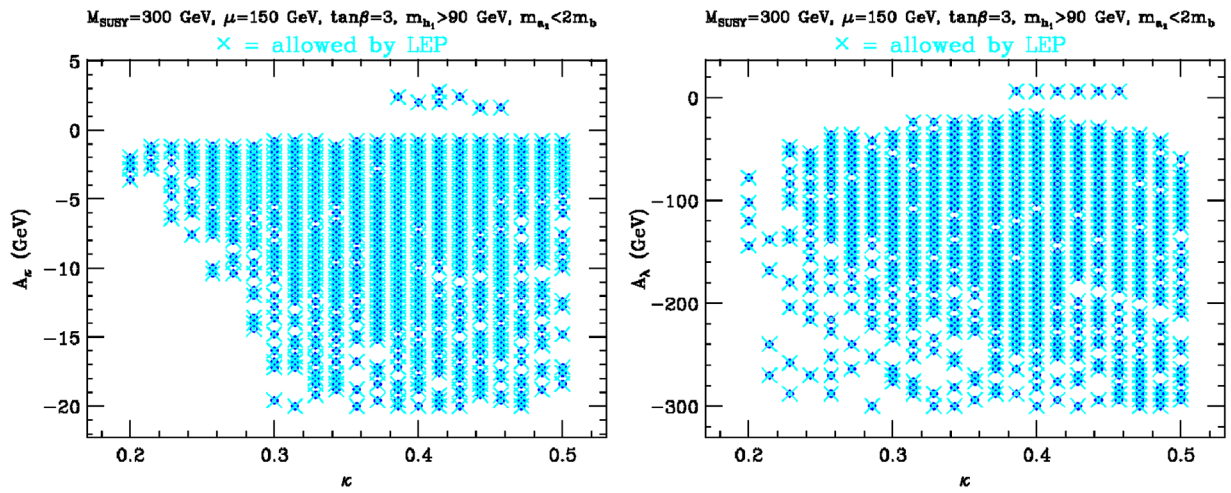 M_SUSY=300 GeV, μ=150 GeV, tanβ=3, m_h₁>90 GeV, m_a₁<2m_b
× = allowed by LEP
5
0
−5
−10
−15
−20
A_κ (GeV)
0.2 0.3 0.4 0.5
κ
M_SUSY=300 GeV, μ=150 GeV, tanβ=3, m_h₁>90 GeV, m_a₁<2m_b
× = allowed by LEP
0
−100
−200
−300
A_λ (GeV)
0.2 0.3 0.4 0.5
κ